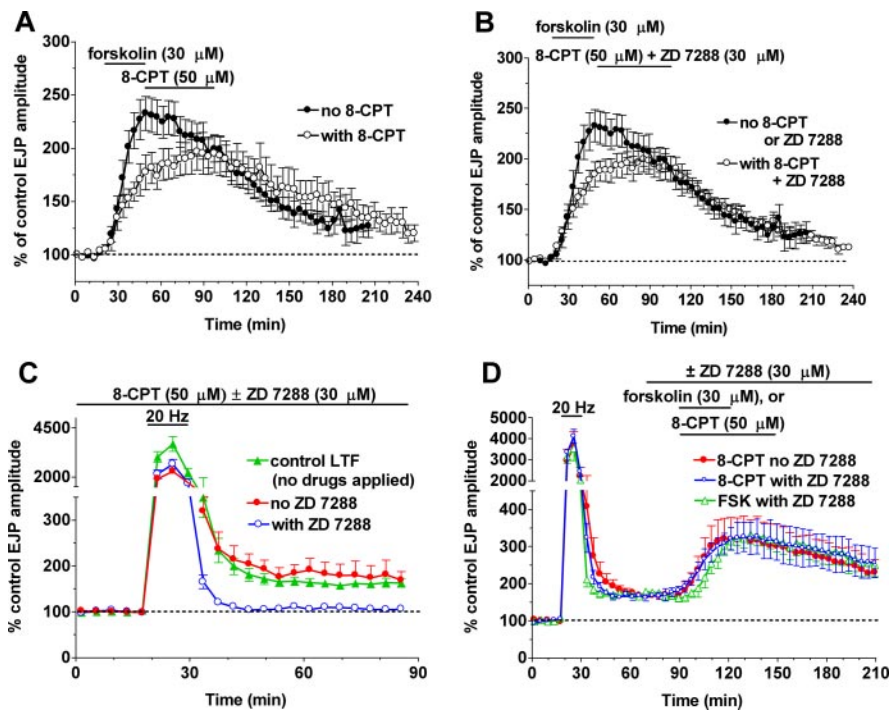 A
forskolin (30 μM)
8-CPT (50 μM)
no 8-CPT
with 8-CPT
% of control EJP amplitude
300
250
200
150
100
50
0 30 60 90 120 150 180 210 240
Time (min)
B
forskolin (30 μM)
8-CPT (50 μM) + ZD 7288 (30 μM)
no 8-CPT
or ZD 7288
with 8-CPT
+ ZD 7288
% of control EJP amplitude
300
250
200
150
100
50
0 30 60 90 120 150 180 210 240
Time (min)
C
8-CPT (50 μM) ± ZD 7288 (30 μM)
20 Hz
control LTF
(no drugs applied)
no ZD 7288
with ZD 7288
% control EJP amplitude
4500
2000
300
200
100
0
0 30 60 90
Time (min)
D
± ZD 7288 (30 μM)
forskolin (30 μM), or
20 Hz
8-CPT (50 μM)
8-CPT no ZD 7288
8-CPT with ZD 7288
FSK with ZD 7288
% control EJP amplitude
5000
4000
3000
2000
400
300
200
100
0
0 30 60 90 120 150 180 210
Time (min)